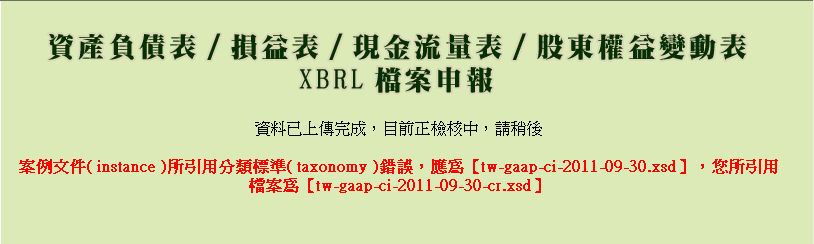 資產負債表／損益表／現金流量表／股東權益變動表
XBRL 檔案申報
資料已上傳完成，目前正檢核中，請稍後
案例文件( instance )所引用分類標準( taxonomy )錯誤，應為［tw-gaap-ci-2011-09-30.xsd］，您所引用
檔案為［tw-gaap-ci-2011-09-30-cr.xsd］